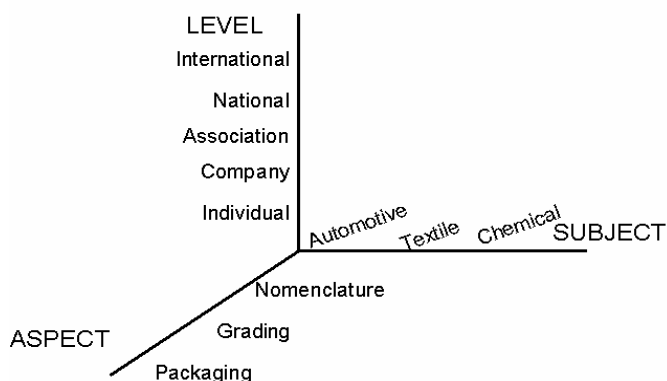 LEVEL
International
National
Association
Company
Individual
Automotive
Textile
Chemical
SUBJECT
Nomenclature
Grading
ASPECT
Packaging